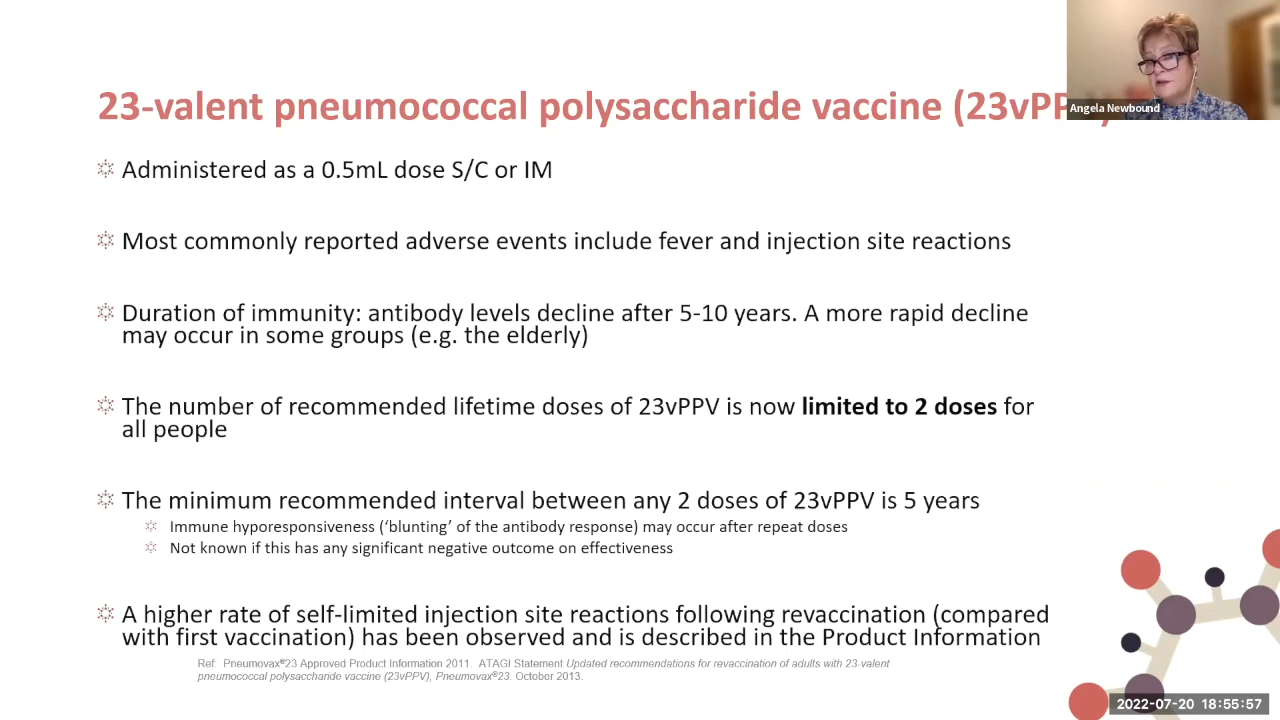 23-valent pneumococcal polysaccharide vaccine (23vPP
Angela Newbound
Administered as a 0.5mL dose S/C or IM
Most commonly reported adverse events include fever and injection site reactions
Duration of immunity: antibody levels decline after 5-10 years. A more rapid decline
may occur in some groups (e.g. the elderly)
The number of recommended lifetime doses of 23vPPV is now limited to 2 doses for
all people
The minimum recommended interval between any 2 doses of 23vPPV is 5 years
Immune hyporesponsiveness (‘blunting’ of the antibody response) may occur after repeat doses
Not known if this has any significant negative outcome on effectiveness
A higher rate of self-limited injection site reactions following revaccination (compared
with first vaccination) has been observed and is described in the Product Information
Ref: Pneumovax®23 Approved Product Information 2011. ATAGI Statement Updated recommendations for revaccination of adults with 23-valent
pneumococcal polysaccharide vaccine (23vPPV), Pneumovax®23. October 2013.
2022-07-20 18:55:57